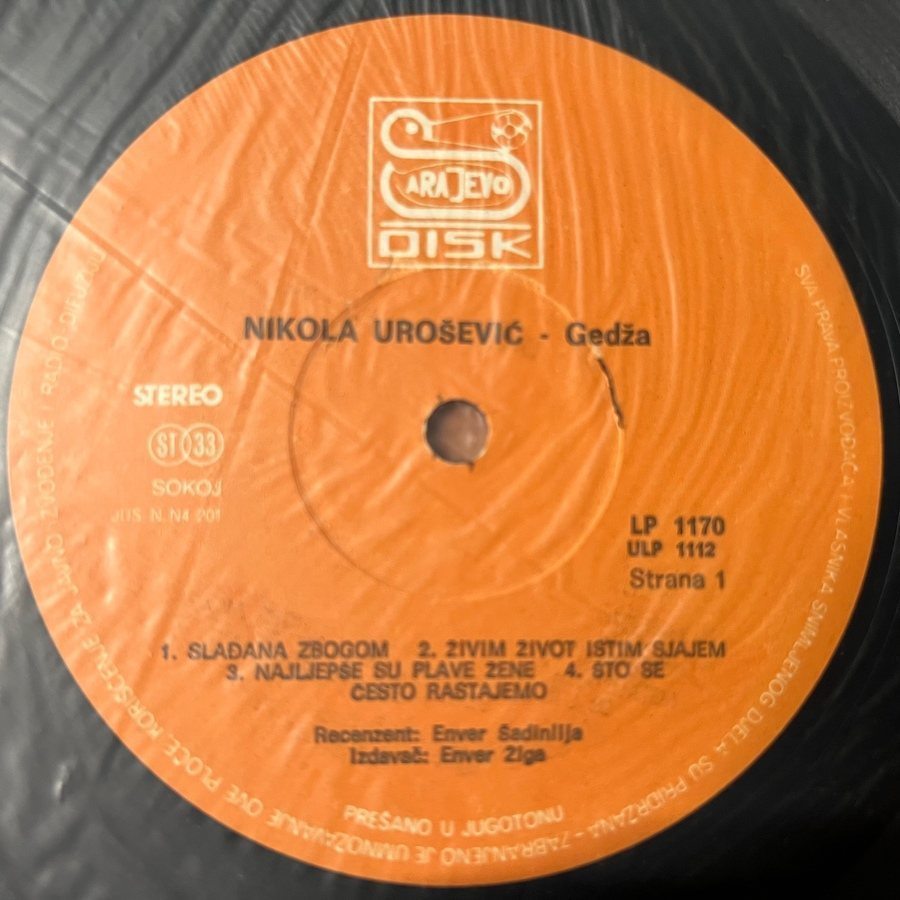 SARAJEVO
DISK
NIKOLA UROŠEVIĆ - Gedža
STEREO
ST 33
SOKOJ
JUS N N4 201
LP 1170
ULP 1112
Strana 1
1. SLAĐANA ZBOGOM 2. ŽIVIM ŽIVOT ISTIM SJAJEM
3. NAJLJEPŠE SU PLAVE ŽENE 4. ŠTO SE
ČESTO RASTAJEMO
Recenzent: Enver Šadinlija
Izdavač: Enver Ziga
PREŠANO U JUGOTONU
SVA PRAVA PROIZVOĐAČA I VLASNIKA SNIMLJENOG DJELA SU PRIDRŽANA - ZABRANJENO JE UMNOŽAVANJE OVE PLOČE, KORIŠĆENJE ZA JAVNO IZVOĐENJE I RADIO DIFUZIJU